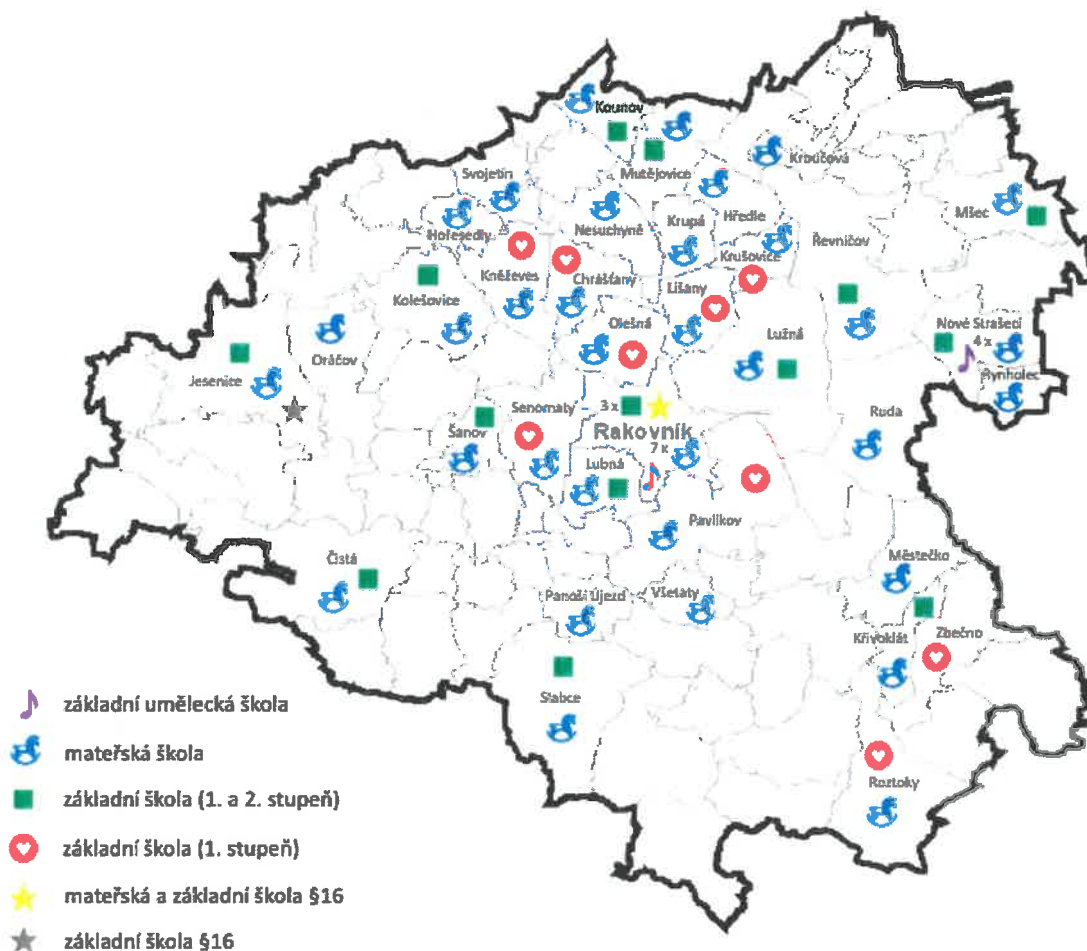 Kounov
Mutějovice
Kroučová
Svojetín
Mšec
Hořesedly
Nesuchyně
Krupá
Hředle
Řevničov
Krušovice
Kněževes
Chrášťany
Lišany
Kolešovice
Olešná
Lužná
Nové Strašecí
4 x
Oráčov
Rynholec
Jesenice
Senomaty
3 x
Ruda
Šanov
Rakovník
7 x
Lubná
Pavlíkov
Čistá
Městečko
Panoší Újezd
Všetaty
Křivoklát
Zbečno
Slabce
Roztoky
základní umělecká škola
mateřská škola
základní škola (1. a 2. stupeň)
základní škola (1. stupeň)
mateřská a základní škola §16
základní škola §16